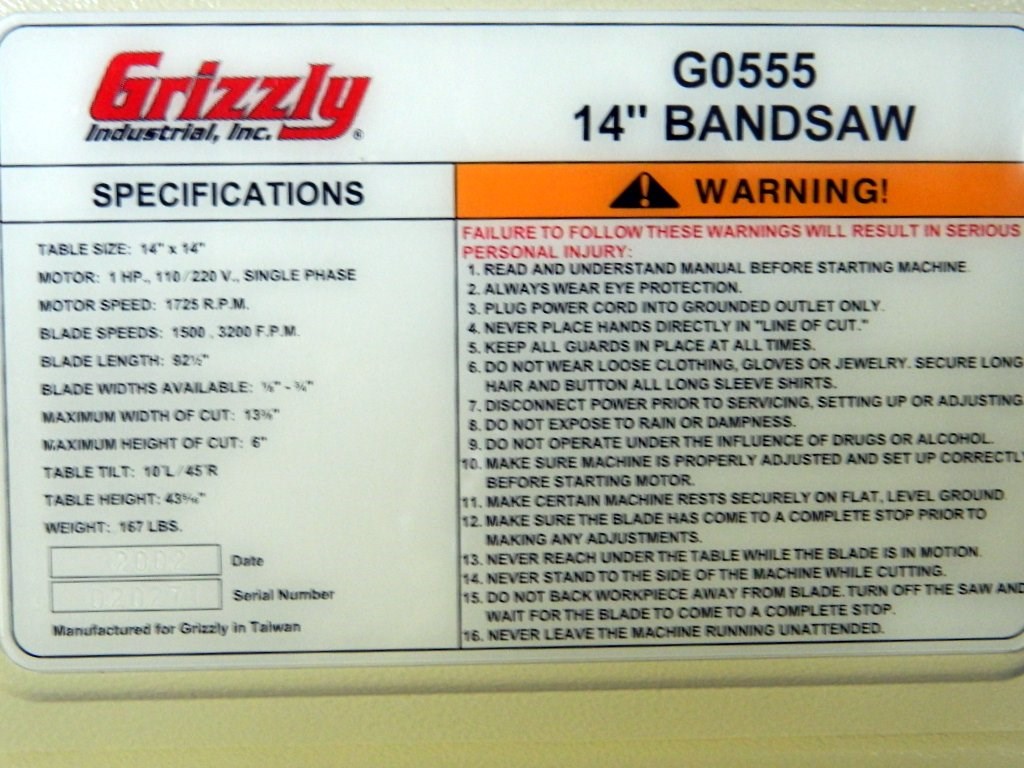 Grizzly
Industrial, Inc.®
G0555
14" BANDSAW
SPECIFICATIONS
TABLE SIZE: 14" x 14"
MOTOR: 1 HP., 110/220 V., SINGLE PHASE
MOTOR SPEED: 1725 R.P.M.
BLADE SPEEDS: 1500, 3200 F.P.M.
BLADE LENGTH: 92½"
BLADE WIDTHS AVAILABLE: - ¾"
MAXIMUM WIDTH OF CUT:
MAXIMUM HEIGHT OF CUT: 6"
TABLE TILT: 10°L / 45°R
TABLE HEIGHT:
WEIGHT: 167 LBS.
Date
Serial Number
Manufactured for Grizzly in Taiwan
WARNING!
FAILURE TO FOLLOW THESE WARNINGS WILL RESULT IN SERIOUS
PERSONAL INJURY:
1. READ AND UNDERSTAND MANUAL BEFORE STARTING MACHINE.
2. ALWAYS WEAR EYE PROTECTION.
3. PLUG POWER CORD INTO GROUNDED OUTLET ONLY.
4. NEVER PLACE HANDS DIRECTLY IN "LINE OF CUT."
5. KEEP ALL GUARDS IN PLACE AT ALL TIMES.
6. DO NOT WEAR LOOSE CLOTHING, GLOVES OR JEWELRY. SECURE LONG
HAIR AND BUTTON ALL LONG SLEEVE SHIRTS.
7. DISCONNECT POWER PRIOR TO SERVICING, SETTING UP OR ADJUSTING
8. DO NOT EXPOSE TO RAIN OR DAMPNESS.
9. DO NOT OPERATE UNDER THE INFLUENCE OF DRUGS OR ALCOHOL.
10. MAKE SURE MACHINE IS PROPERLY ADJUSTED AND SET UP CORRECTLY
BEFORE STARTING MOTOR.
11. MAKE CERTAIN MACHINE RESTS SECURELY ON FLAT, LEVEL GROUND
12. MAKE SURE THE BLADE HAS COME TO A COMPLETE STOP PRIOR TO
MAKING ANY ADJUSTMENTS.
13. NEVER REACH UNDER THE TABLE WHILE THE BLADE IS IN MOTION.
14. NEVER STAND TO THE SIDE OF THE MACHINE WHILE CUTTING.
15. DO NOT BACK WORKPIECE AWAY FROM BLADE. TURN OFF THE SAW AND
WAIT FOR THE BLADE TO COME TO A COMPLETE STOP.
16. NEVER LEAVE THE MACHINE RUNNING UNATTENDED.